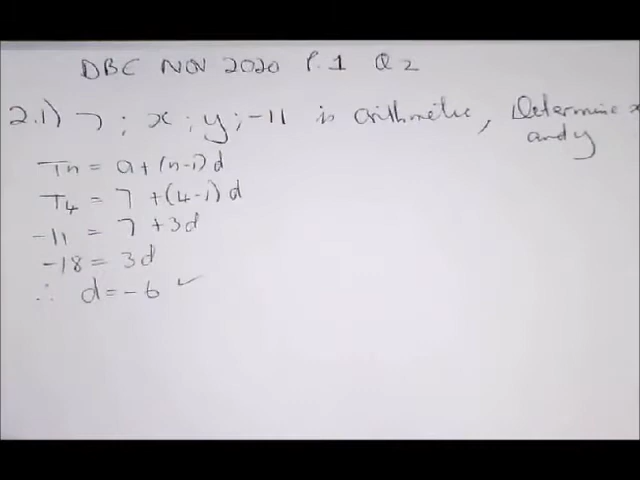 DBE NOV 2020 P.1 Q2
2.1) 7 ; x ; y ; -11 is arithmetic, Determine x
and y
Tn = a + (n-1) d
T4 = 7 + (4-1) d
-11 = 7 + 3d
-18 = 3d
∴ d = -6 ✓